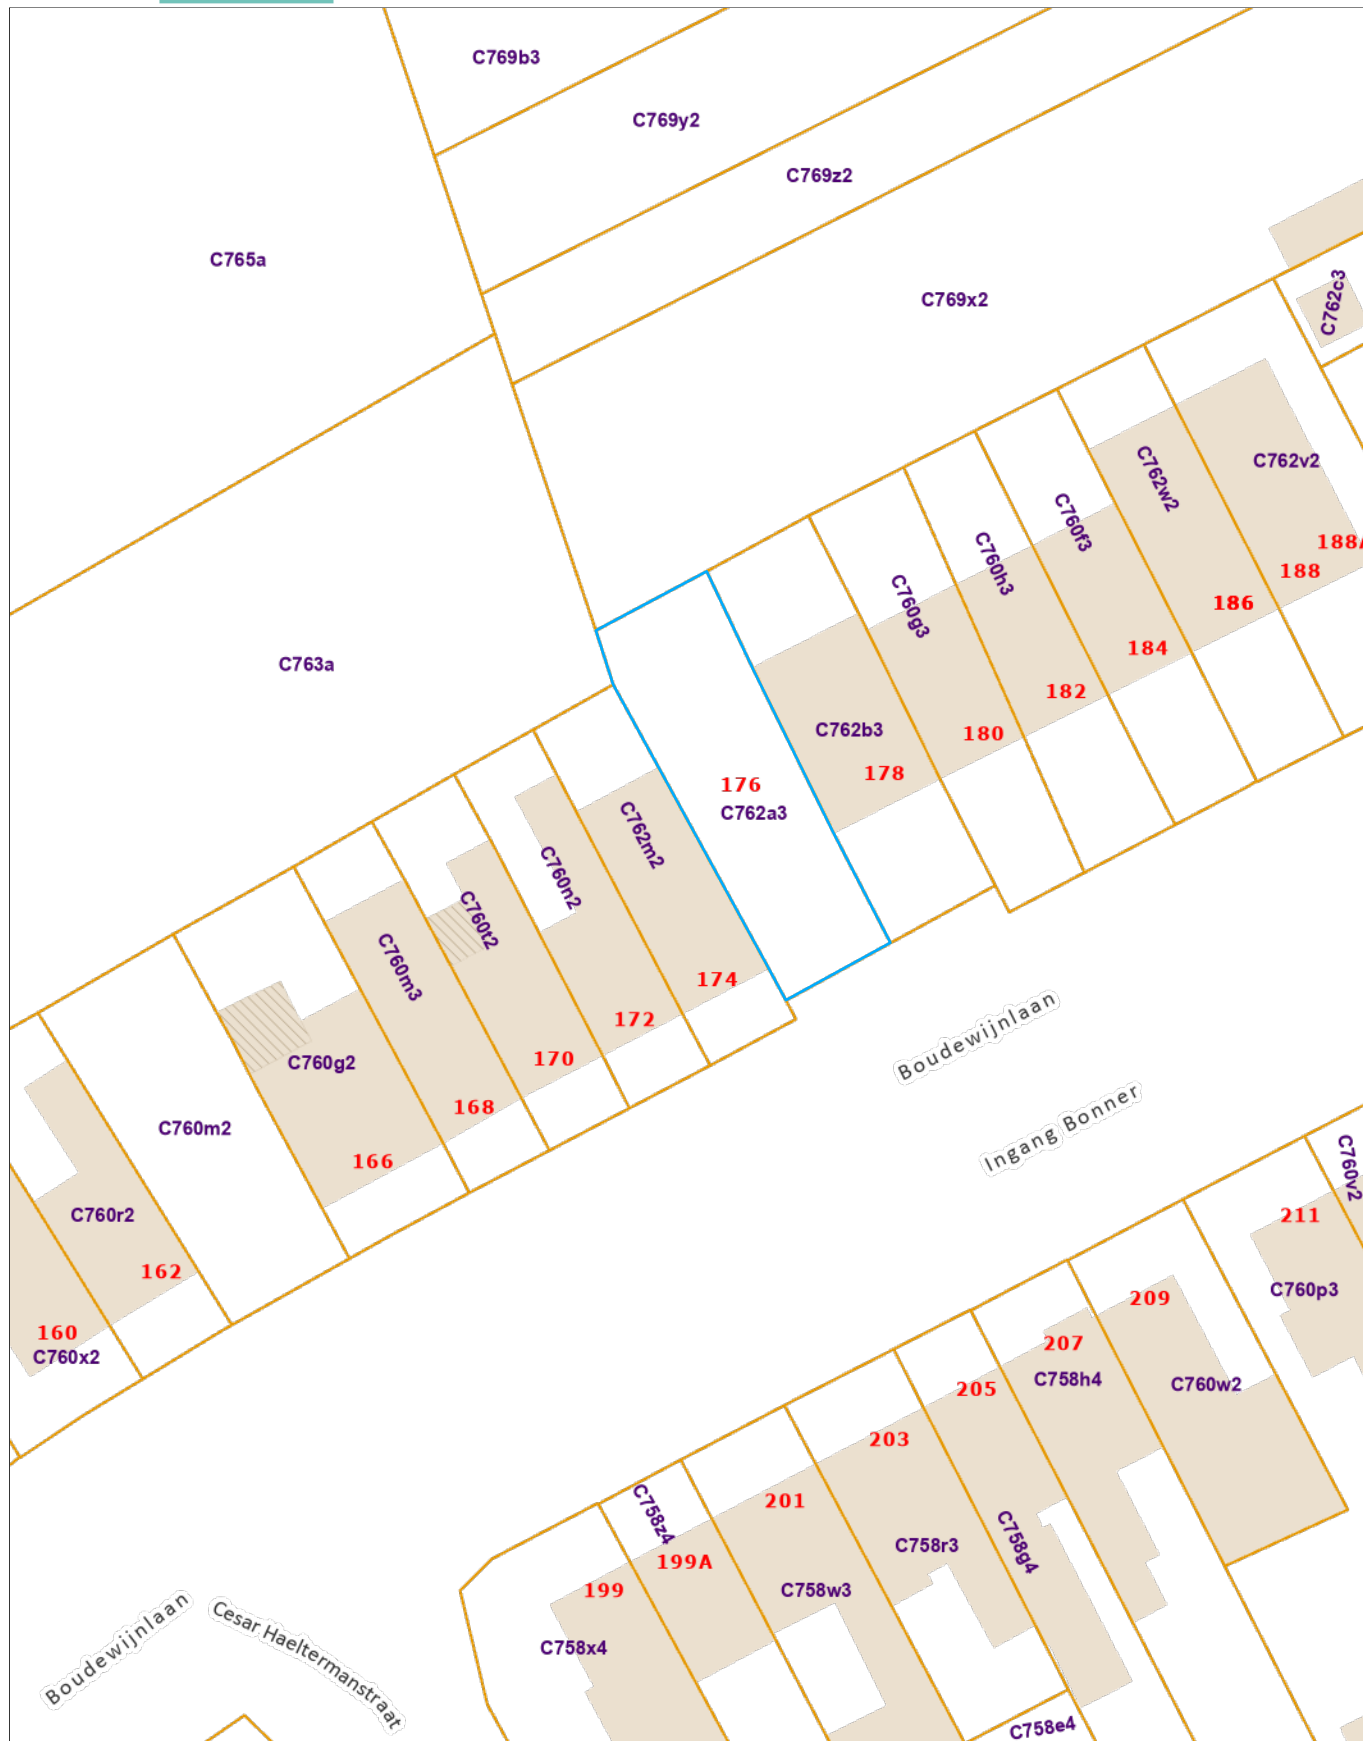 C769b3
C769y2
C769z2
C765a
C769x2
C762c3
C762v2
C762w2
C760f3
188A
C760h3
188
C760g3
186
184
C763a
182
C762b3
180
178
176
C762a3
C762m2
C760n2
C760t2
C760m3
174
172
Boudewijnlaan
170
C760g2
168
Ingang Bonner
C760m2
166
C760v2
C760r2
211
162
C760p3
209
160
207
C760x2
C758h4
205
C760w2
203
201
C758z4
C758r3
C758g4
199A
199
C758w3
C758x4
Boudewijnlaan
Cesar Haeltermanstraat
C758e4